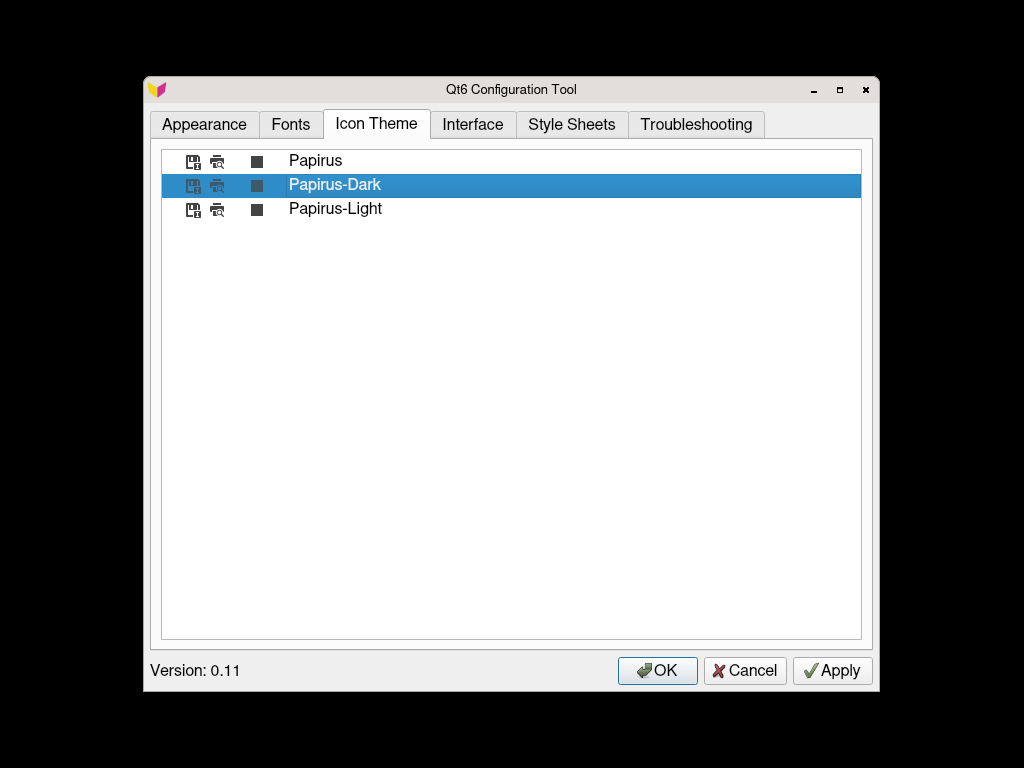 Qt6 Configuration Tool
Appearance Fonts Icon Theme Interface Style Sheets Troubleshooting
Papirus
Papirus-Dark
Papirus-Light
Version: 0.11 OK Cancel Apply